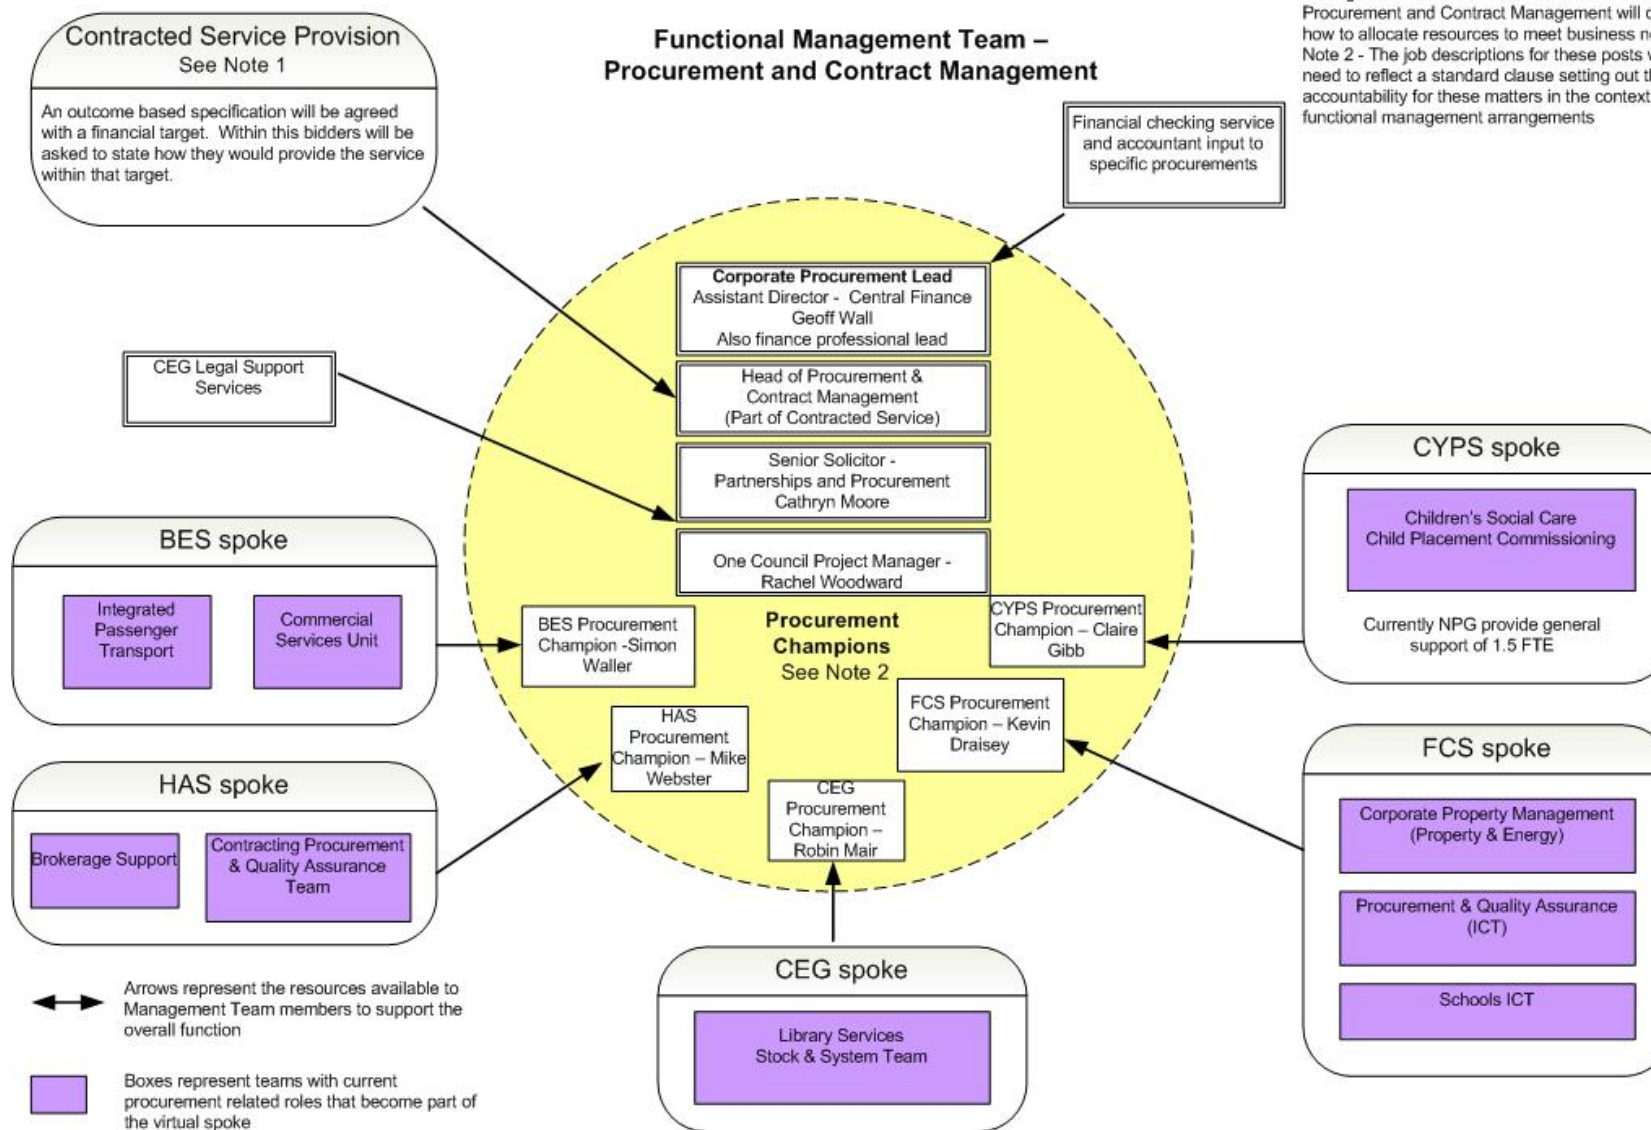 Functional Management Team –
Procurement and Contract Management
Procurement and Contract Management will
how to allocate resources to meet business
Note 2 - The job descriptions for these posts
need to reflect a standard clause setting out
accountability for these matters in the context
functional management arrangements
Contracted Service Provision
See Note 1
An outcome based specification will be agreed
with a financial target. Within this bidders will be
asked to state how they would provide the service
within that target.
Financial checking service
and accountant input to
specific procurements
Corporate Procurement Lead
Assistant Director - Central Finance
Geoff Wall
Also finance professional lead
Head of Procurement &
Contract Management
(Part of Contracted Service)
Senior Solicitor -
Partnerships and Procurement
Cathryn Moore
One Council Project Manager -
Rachel Woodward
CEG Legal Support
Services
BES spoke
Integrated
Passenger
Transport
Commercial
Services Unit
BES Procurement
Champion -Simon
Waller
Procurement
Champions
See Note 2
CYPS Procurement
Champion – Claire
Gibb
CYPS spoke
Children's Social Care
Child Placement Commissioning
Currently NPG provide general
support of 1.5 FTE
HAS spoke
Brokerage Support
Contracting Procurement
& Quality Assurance
Team
HAS
Procurement
Champion – Mike
Webster
CEG
Procurement
Champion –
Robin Mair
FCS Procurement
Champion – Kevin
Draisey
FCS spoke
Corporate Property Management
(Property & Energy)
Procurement & Quality Assurance
(ICT)
Schools ICT
CEG spoke
Library Services
Stock & System Team
Arrows represent the resources available to
Management Team members to support the
overall function
Boxes represent teams with current
procurement related roles that become part of
the virtual spoke